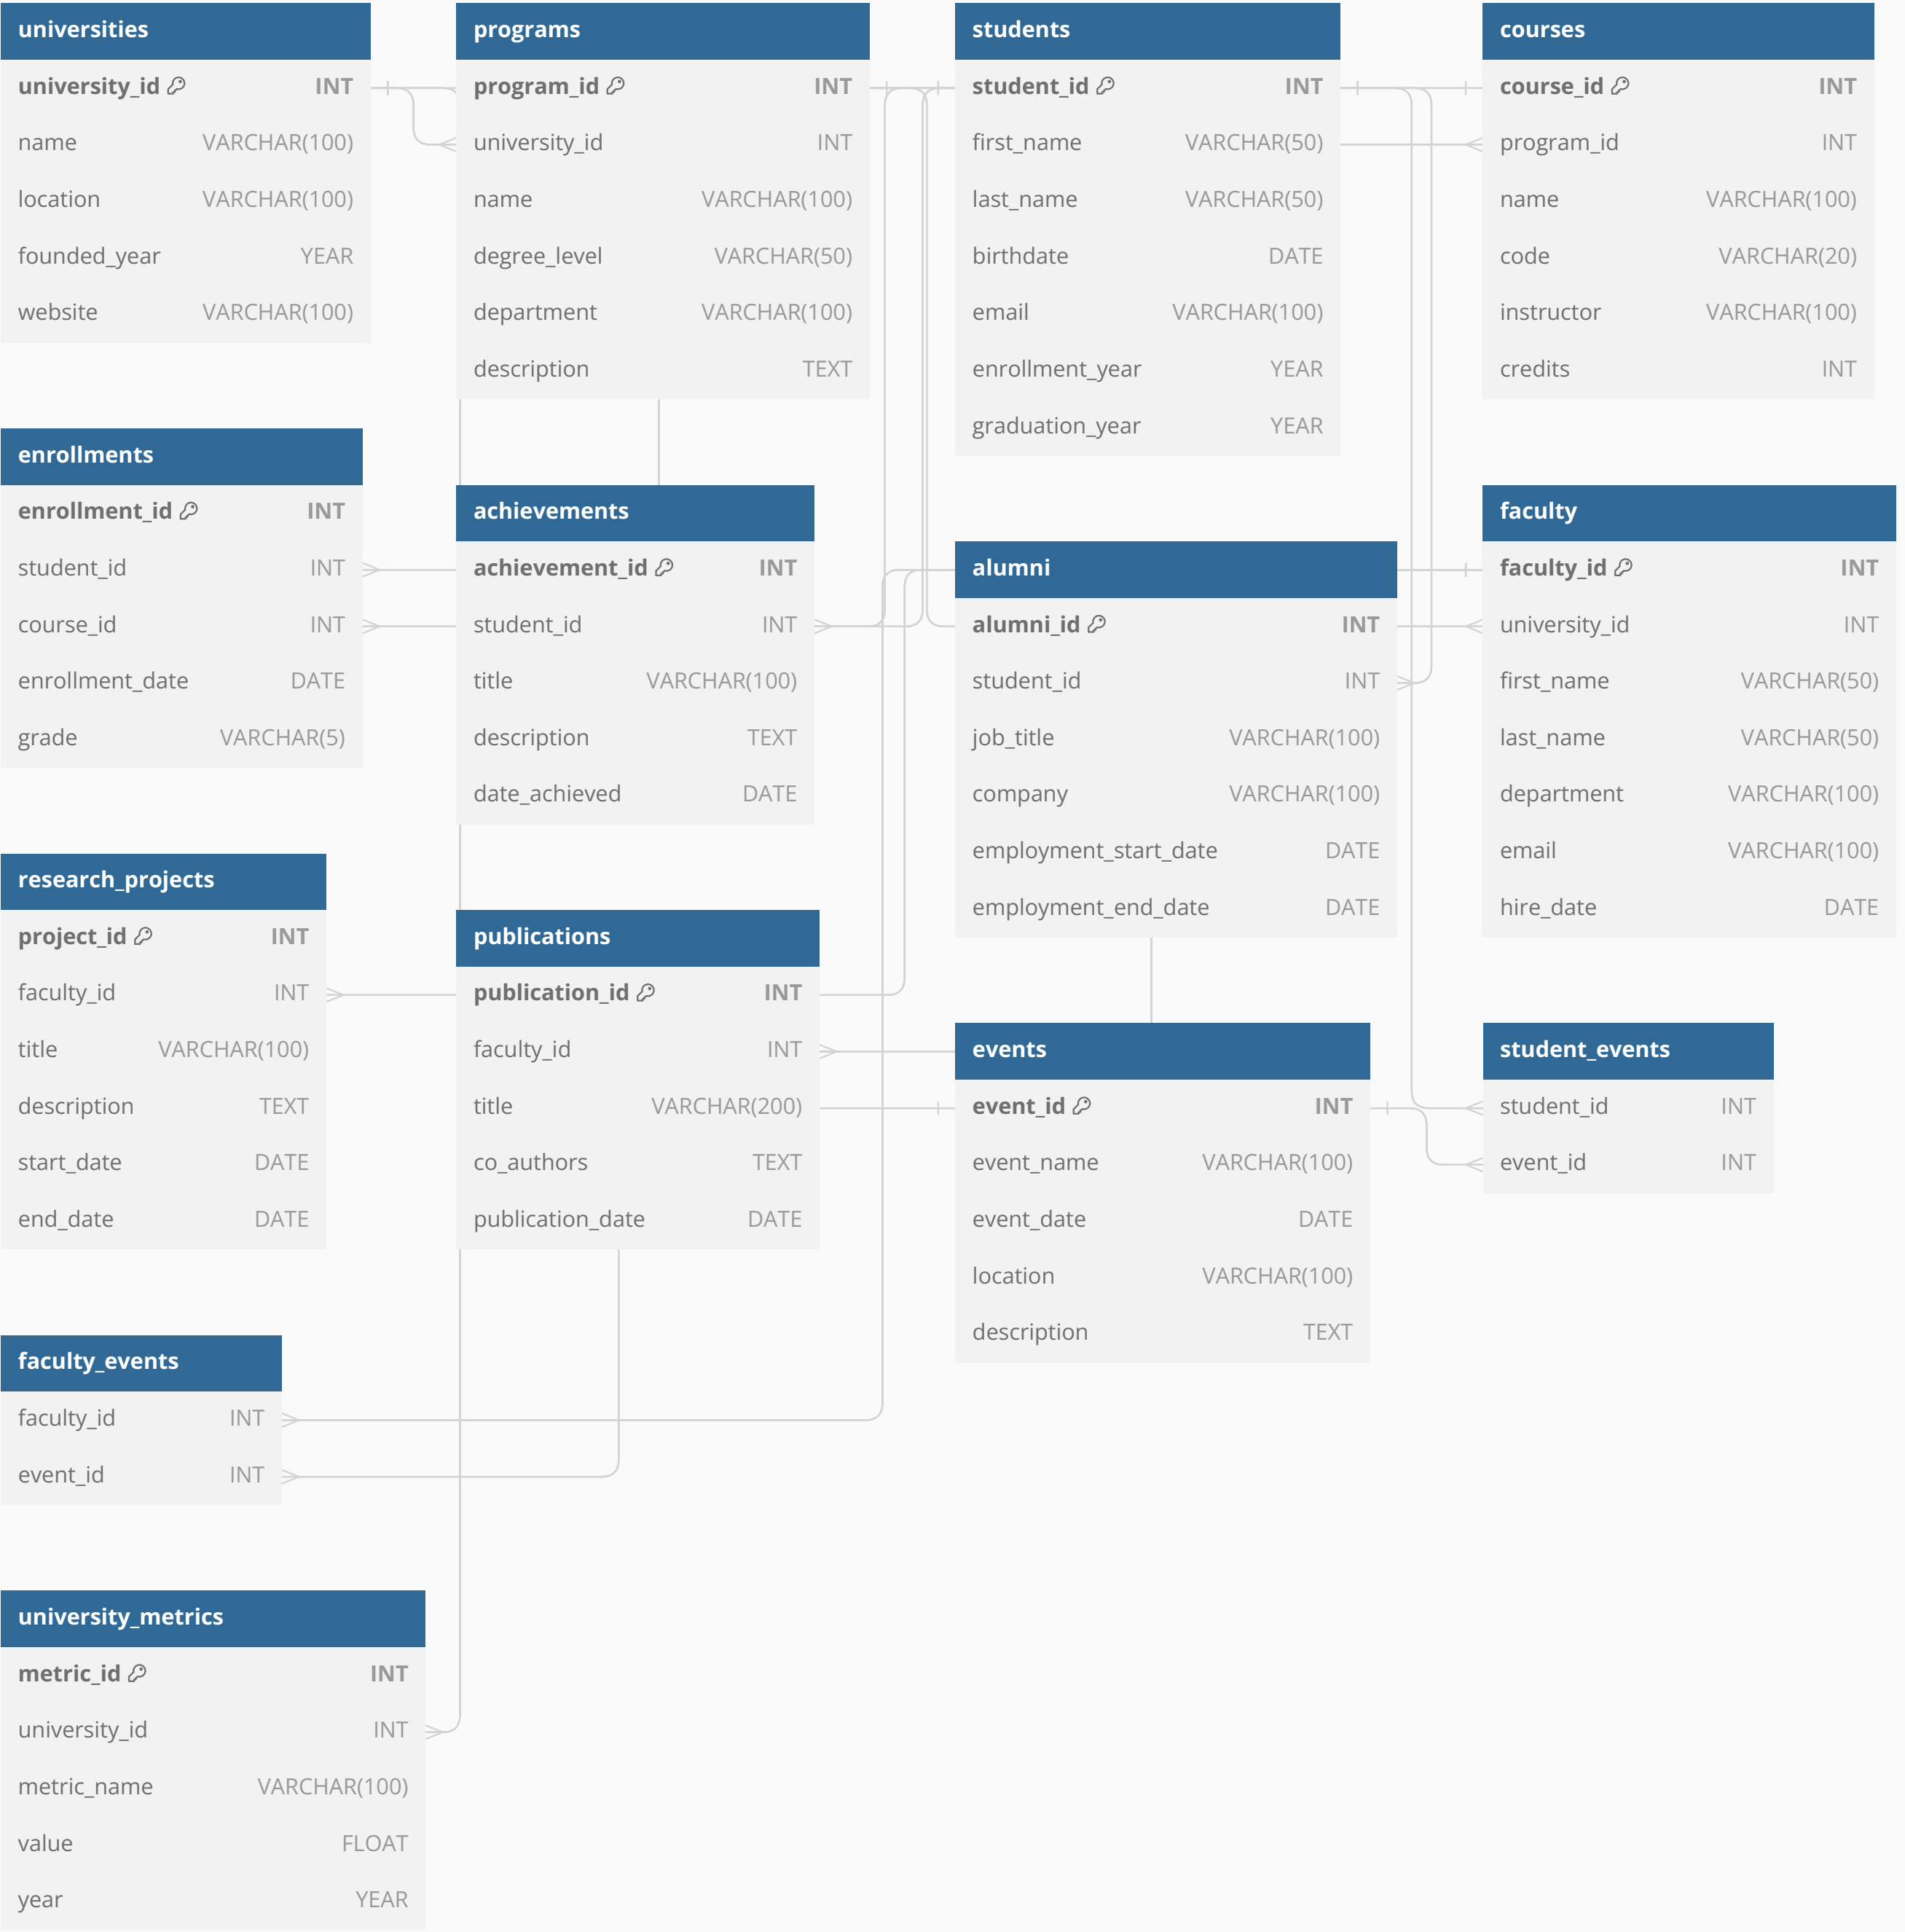 universities
university_id INT
name VARCHAR(100)
location VARCHAR(100)
founded_year YEAR
website VARCHAR(100)
programs
program_id INT
university_id INT
name VARCHAR(100)
degree_level VARCHAR(50)
department VARCHAR(100)
description TEXT
students
student_id INT
first_name VARCHAR(50)
last_name VARCHAR(50)
birthdate DATE
email VARCHAR(100)
enrollment_year YEAR
graduation_year YEAR
courses
course_id INT
program_id INT
name VARCHAR(100)
code VARCHAR(20)
instructor VARCHAR(100)
credits INT
enrollments
enrollment_id INT
student_id INT
course_id INT
enrollment_date DATE
grade VARCHAR(5)
achievements
achievement_id INT
student_id INT
title VARCHAR(100)
description TEXT
date_achieved DATE
alumni
alumni_id INT
student_id INT
job_title VARCHAR(100)
company VARCHAR(100)
employment_start_date DATE
employment_end_date DATE
faculty
faculty_id INT
university_id INT
first_name VARCHAR(50)
last_name VARCHAR(50)
department VARCHAR(100)
email VARCHAR(100)
hire_date DATE
research_projects
project_id INT
faculty_id INT
title VARCHAR(100)
description TEXT
start_date DATE
end_date DATE
publications
publication_id INT
faculty_id INT
title VARCHAR(200)
co_authors TEXT
publication_date DATE
events
event_id INT
event_name VARCHAR(100)
event_date DATE
location VARCHAR(100)
description TEXT
student_events
student_id INT
event_id INT
faculty_events
faculty_id INT
event_id INT
university_metrics
metric_id INT
university_id INT
metric_name VARCHAR(100)
value FLOAT
year YEAR